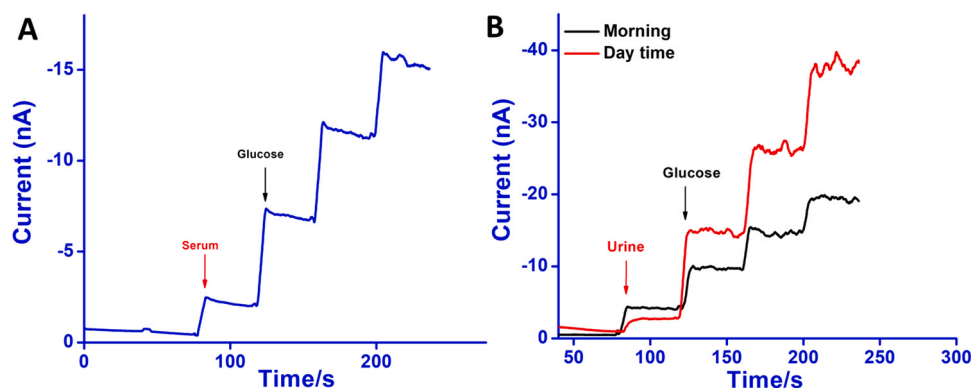 A
Current (nA)
-15
-10
-5
0
Serum
Glucose
0
100
200
Time/s
B
Morning
Day time
Current (nA)
-40
-30
-20
-10
0
Urine
Glucose
50
100
150
200
250
300
Time/s